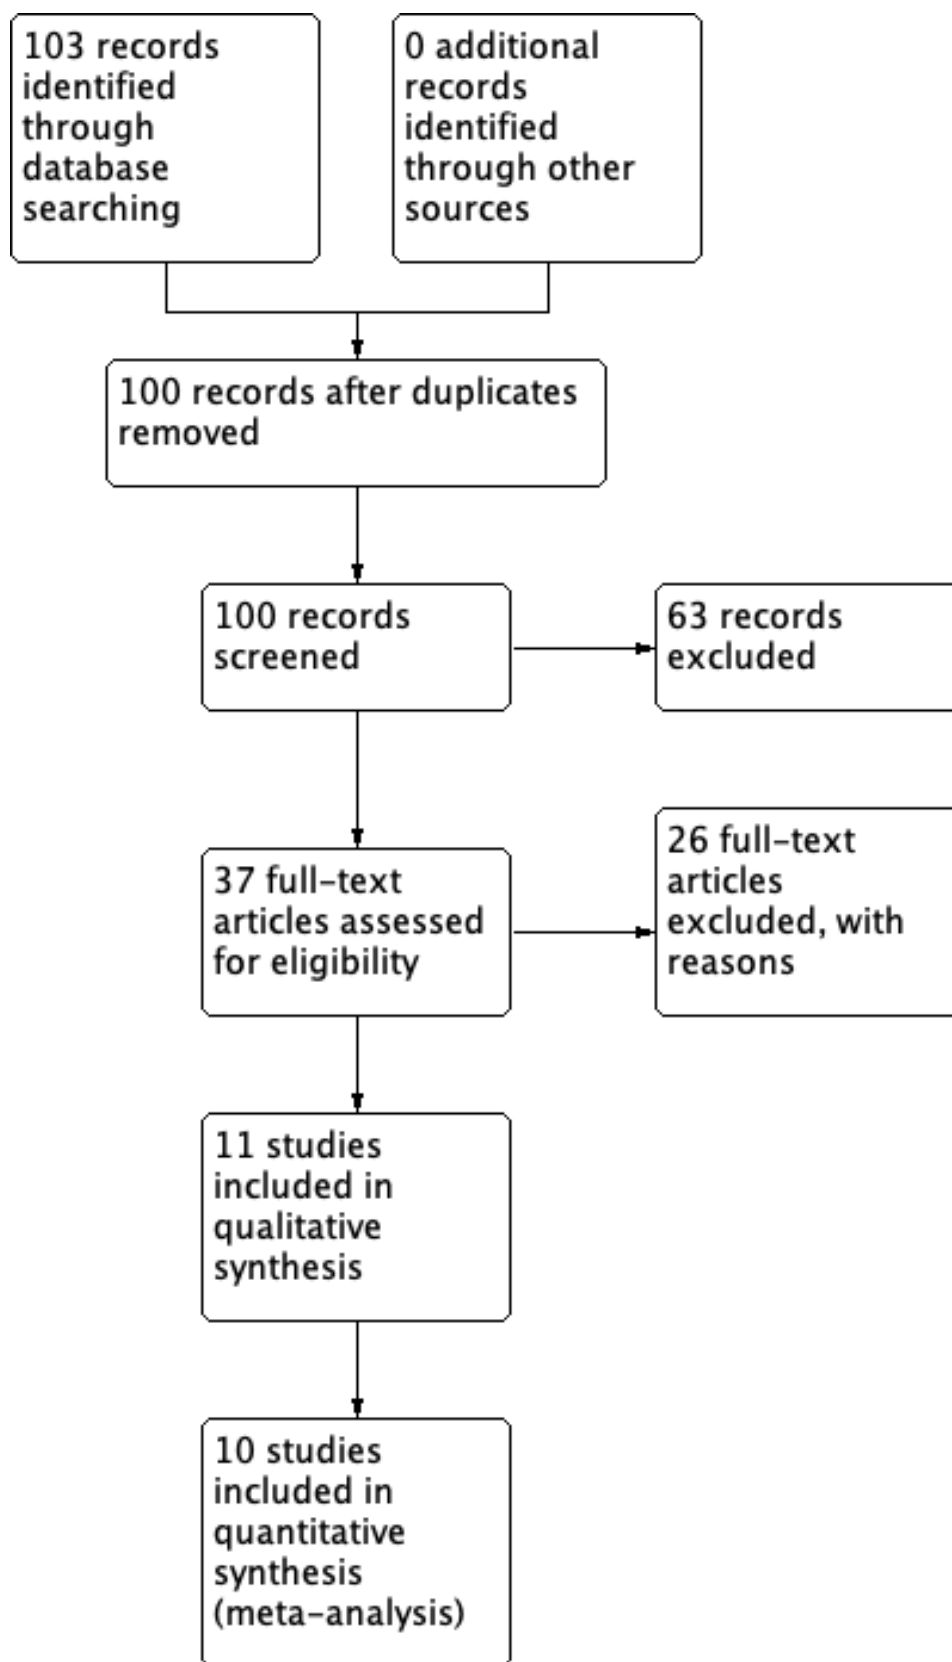 103 records
identified
through
database
searching
0 additional
records
identified
through other
sources
100 records after duplicates
removed
100 records
screened
63 records
excluded
37 full-text
articles assessed
for eligibility
26 full-text
articles
excluded, with
reasons
11 studies
included in
qualitative
synthesis
10 studies
included in
quantitative
synthesis
(meta-analysis)